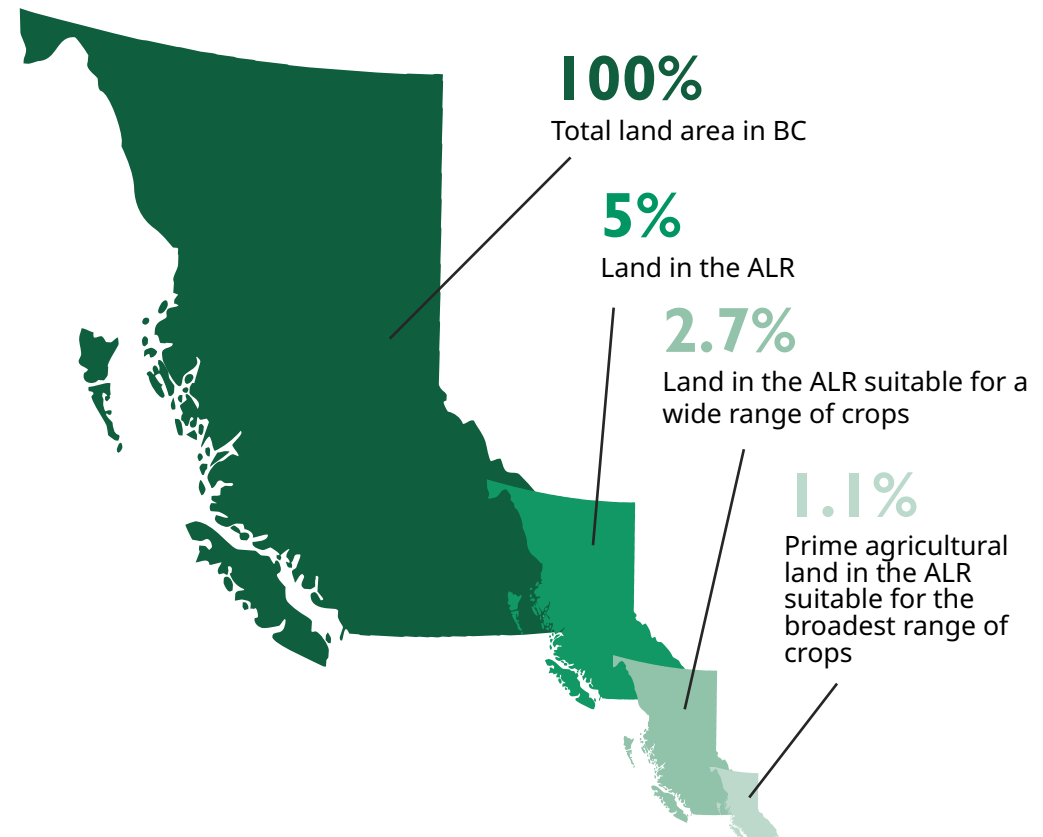 100%
Total land area in BC
5%
Land in the ALR
2.7%
Land in the ALR suitable for a
wide range of crops
1.1%
Prime agricultural
land in the ALR
suitable for the
broadest range of
crops